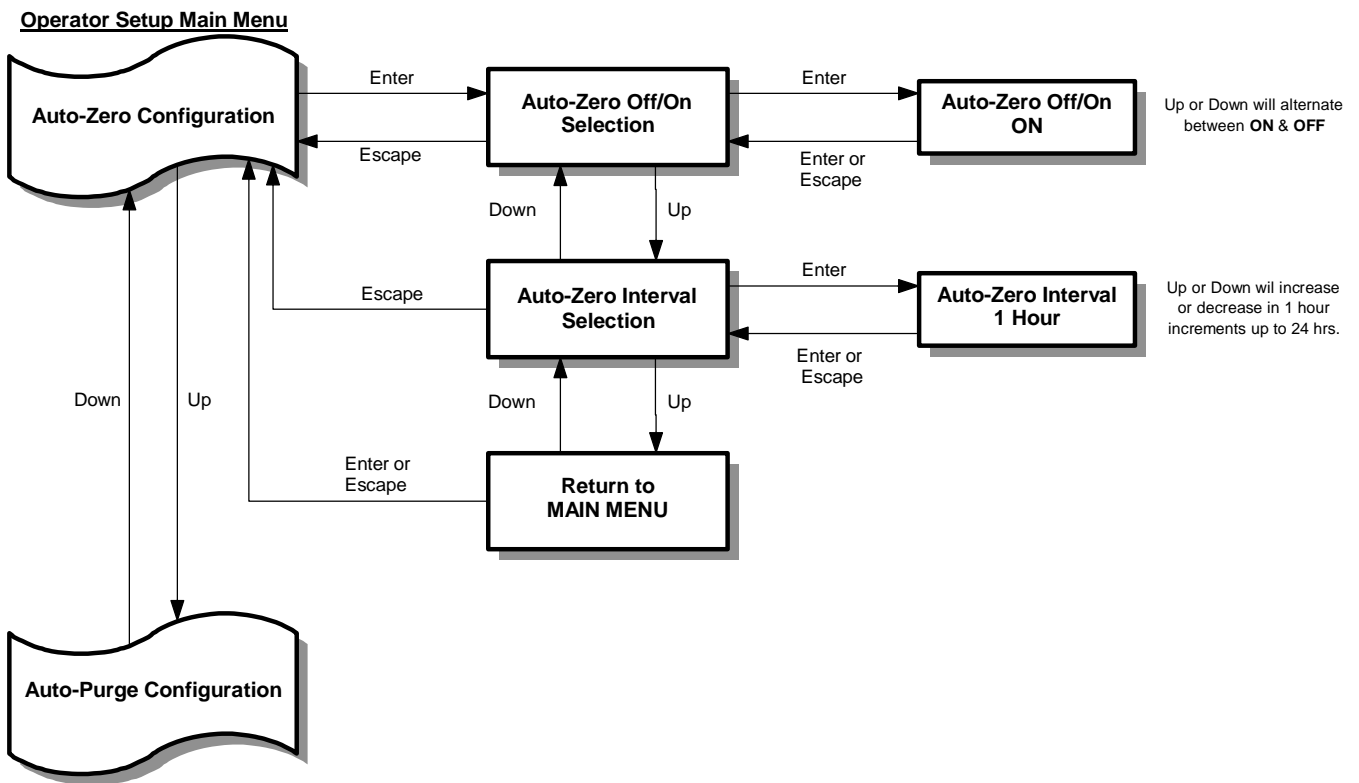 Operator Setup Main Menu
Auto-Zero Configuration
Enter
Escape
Auto-Zero Off/On
Selection
Enter
Enter or
Escape
Auto-Zero Off/On
ON
Up or Down will alternate
between ON & OFF
Down
Up
Escape
Auto-Zero Interval
Selection
Enter
Enter or
Escape
Auto-Zero Interval
1 Hour
Up or Down wil increase
or decrease in 1 hour
increments up to 24 hrs.
Down
Up
Down
Up
Enter or
Escape
Return to
MAIN MENU
Auto-Purge Configuration